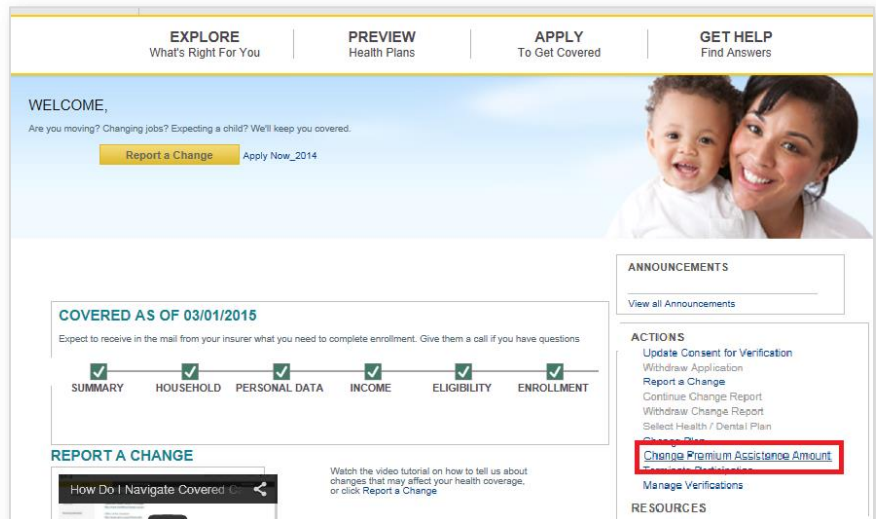 EXPLORE
What's Right For You
PREVIEW
Health Plans
APPLY
To Get Covered
GET HELP
Find Answers
WELCOME,
Are you moving? Changing jobs? Expecting a child? We'll keep you covered.
Report a Change
Apply Now_2014
ANNOUNCEMENTS
View all Announcements
COVERED AS OF 03/01/2015
Expect to receive in the mail from your insurer what you need to complete enrollment. Give them a call if you have questions
SUMMARY
HOUSEHOLD
PERSONAL DATA
INCOME
ELIGIBILITY
ENROLLMENT
ACTIONS
Update Consent for Verification
Withdraw Application
Report a Change
Continue Change Report
Withdraw Change Report
Select Health / Dental Plan
Change Plan
Change Premium Assistance Amount
Terminate Participation
Manage Verifications
RESOURCES
REPORT A CHANGE
How Do I Navigate Covered
Watch the video tutorial on how to tell us about
changes that may affect your health coverage,
or click Report a Change